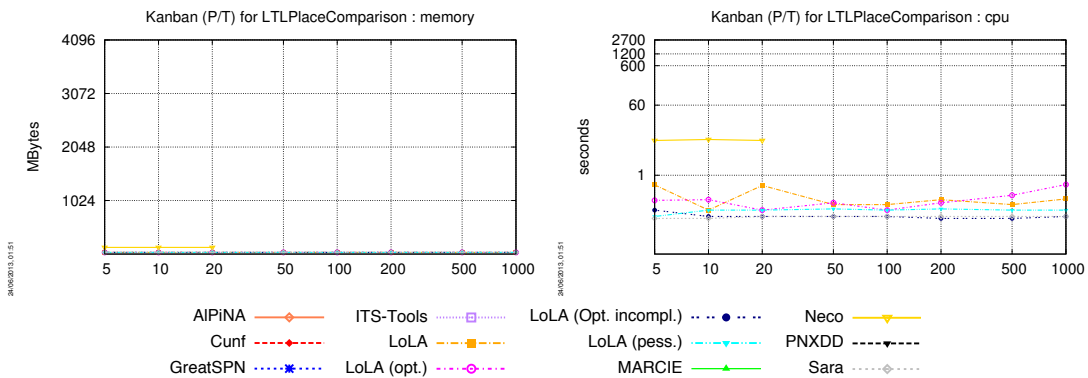 Kanban (P/T) for LTLPlaceComparison : memory
4096
3072
2048
1024
MBytes
5 10 20 50 100 200 500 1000
24/06/2013, 01:51
Kanban (P/T) for LTLPlaceComparison : cpu
2700
1200
600
60
1
seconds
5 10 20 50 100 200 500 1000
24/06/2013, 01:51
AlPiNA ITS-Tools LoLA (Opt. incompl.) Neco
Cunf LoLA LoLA (pess.) PNXDD
GreatSPN LoLA (opt.) MARCIE Sara